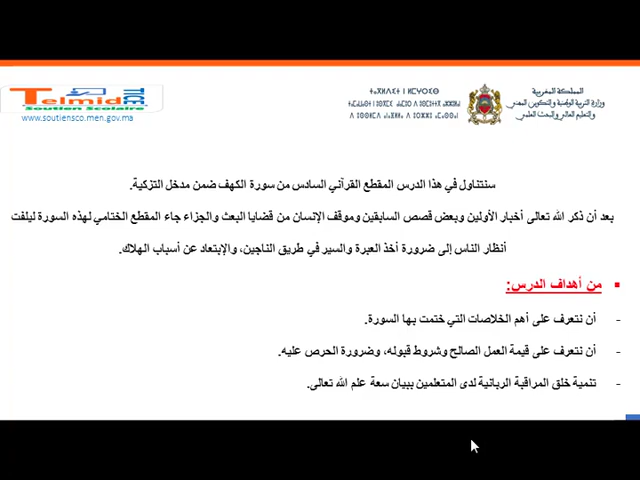 Telmid TICE
Soutien Scolaire
www.soutiensco.men.gov.ma
المملكة المغربية
وزارة التربية الوطنية والتكوين المهني
والتعليم العالي والبحث العلمي
سنتناول في هذا الدرس المقطع القرآني السادس من سورة الكهف ضمن مدخل التزكية.
بعد أن ذكر الله تعالى أخبار الأولين وبعض قصص السابقين وموقف الإنسان من قضايا البعث والجزاء جاء المقطع الختامي لهذه السورة ليلفت
أنظار الناس إلى ضرورة أخذ العبرة والسير في طريق الناجين، والإبتعاد عن أسباب الهلاك.
▪ من أهداف الدرس:
- أن نتعرف على أهم الخلاصات التي ختمت بها السورة.
- أن نتعرف على قيمة العمل الصالح وشروط قبوله، وضرورة الحرص عليه.
- تنمية خلق المراقبة الربانية لدى المتعلمين ببيان سعة علم الله تعالى.